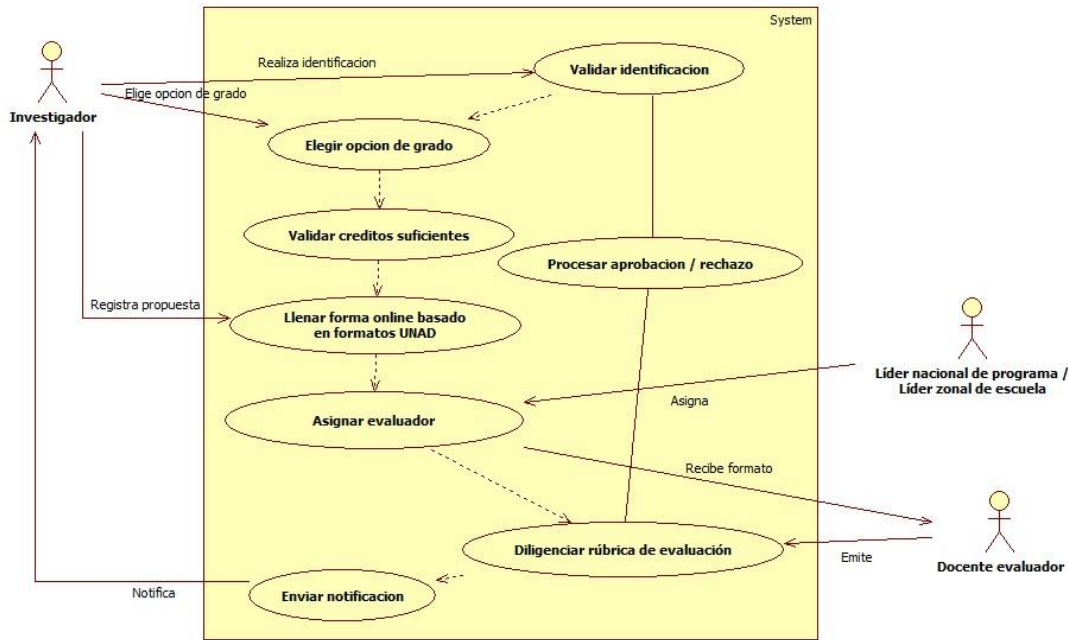 System
Realiza identificacion
Validar identificacion
Elige opcion de grado
Investigador
Elegir opcion de grado
Validar creditos suficientes
Procesar aprobacion / rechazo
Registra propuesta
Llenar forma online basado
en formatos UNAD
Líder nacional de programa /
Líder zonal de escuela
Asigna
Asignar evaluador
Recibe formato
Diligenciar rúbrica de evaluación
Emite
Docente evaluador
Notifica
Enviar notificacion